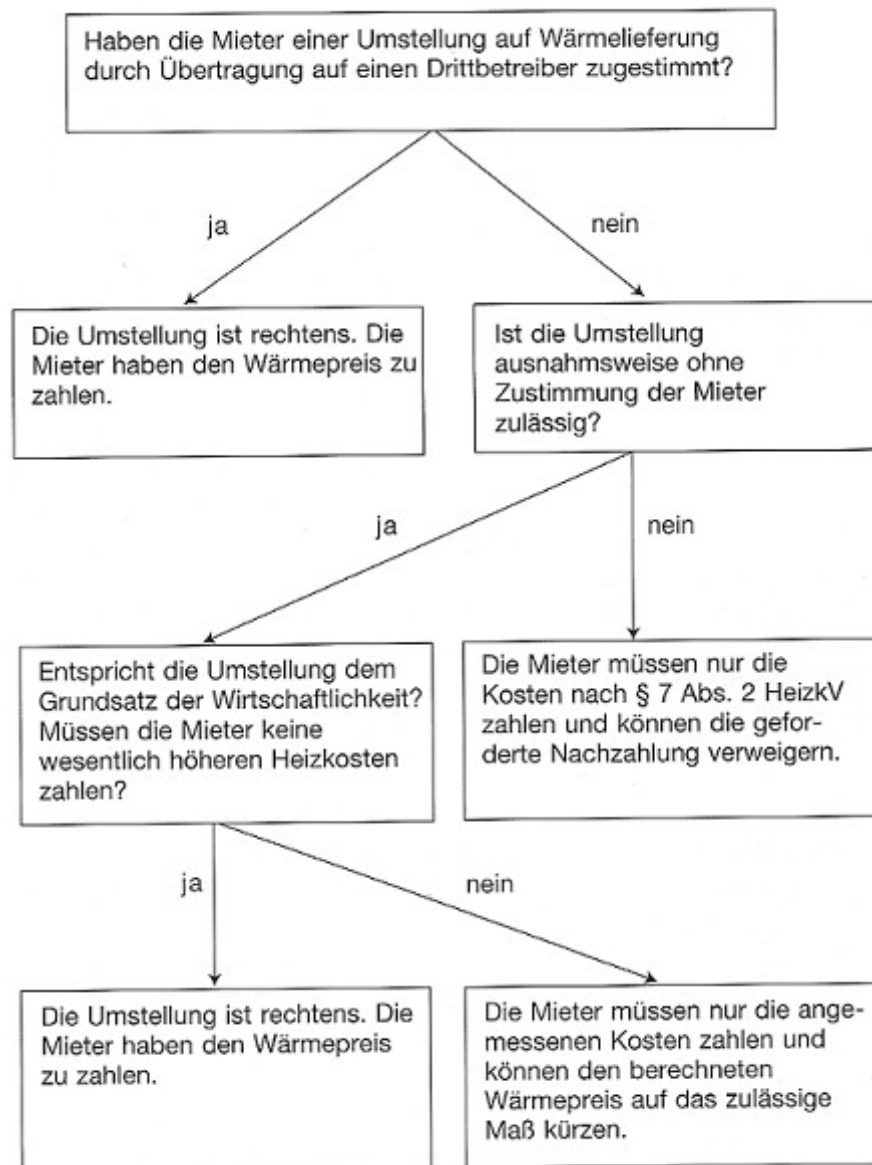 Haben die Mieter einer Umstellung auf Wärmelieferung
durch Übertragung auf einen Drittbetreiber zugestimmt?
ja
nein
Die Umstellung ist rechtens. Die
Mieter haben den Wärmepreis zu
zahlen.
Ist die Umstellung
ausnahmsweise ohne
Zustimmung der Mieter
zulässig?
ja
nein
Entspricht die Umstellung dem
Grundsatz der Wirtschaftlichkeit?
Müssen die Mieter keine
wesentlich höheren Heizkosten
zahlen?
Die Mieter müssen nur die
Kosten nach § 7 Abs. 2 HeizkV
zahlen und können die gefor-
derte Nachzahlung verweigern.
ja
nein
Die Umstellung ist rechtens. Die
Mieter haben den Wärmepreis
zu zahlen.
Die Mieter müssen nur die ange-
messenen Kosten zahlen und
können den berechneten
Wärmepreis auf das zulässige
Maß kürzen.